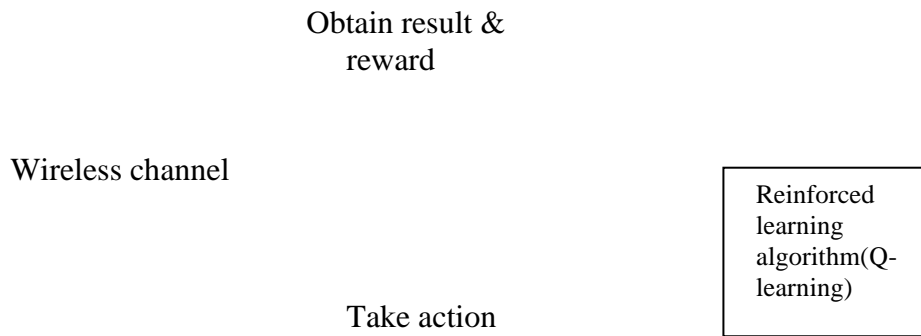 Obtain result &
reward
Wireless channel
Reinforced
learning
algorithm(Q-
learning)
Take action